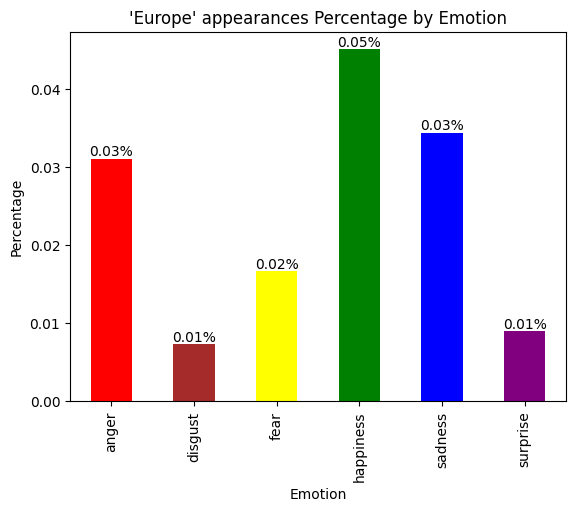 'Europe' appearances Percentage by Emotion
0.05%
0.04
0.03%
0.03%
0.03
Percentage
0.02
0.02%
0.01
0.01%
0.01%
0.00
anger
disgust
fear
happiness
sadness
surprise
Emotion